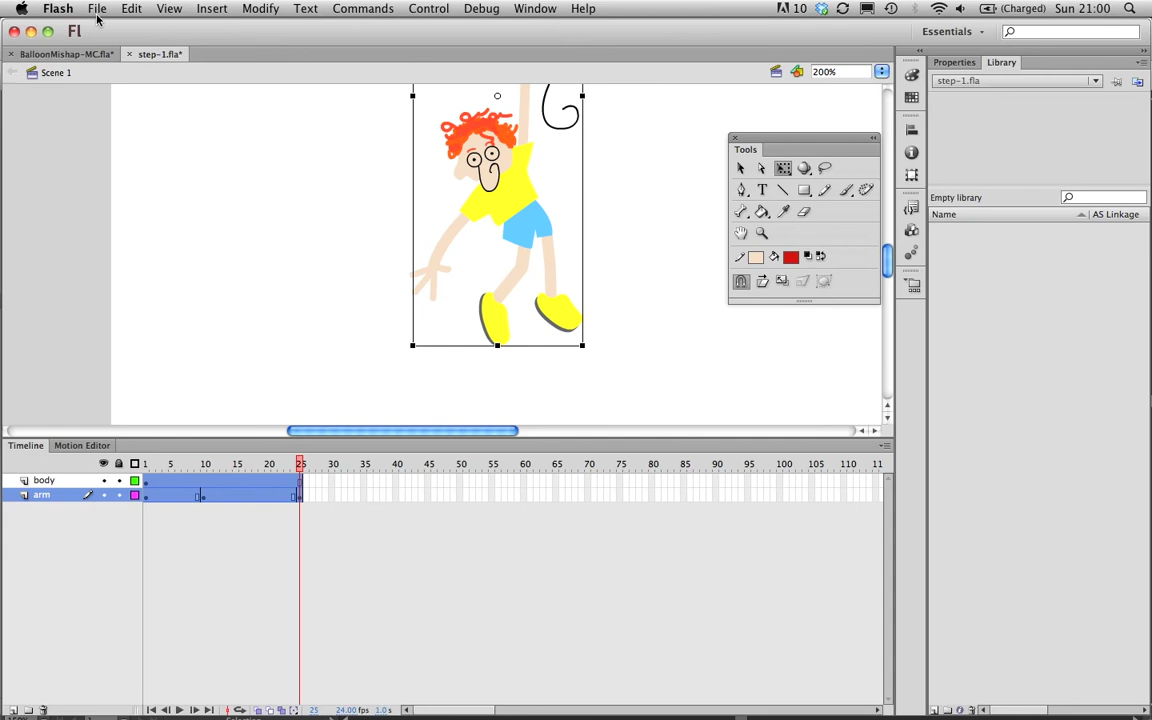 Flash File Edit View Insert Modify Text Commands Control Debug Window Help 10 (Charged) Sun 21:00
Fl Essentials
BalloonMishap-MC.fla* step-1.fla*
Scene 1 200%
Properties Library
step-1.fla
Tools
Empty library
Name AS Linkage
Timeline Motion Editor
1 5 10 15 20 25 30 35 40 45 50 55 60 65 70 75 80 85 90 95 100 105 11
body
arm
25 24.00 fps 1.0 s